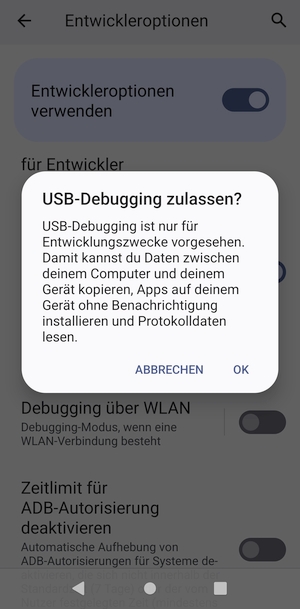 Entwickleroptionen
Entwickleroptionen
verwenden
für Entwickler
USB-Debugging zulassen?
USB-Debugging ist nur für
Entwicklungszwecke vorgesehen.
Damit kannst du Daten zwischen
deinem Computer und deinem
Gerät kopieren, Apps auf deinem
Gerät ohne Benachrichtigung
installieren und Protokolldaten
lesen.
ABBRECHEN OK
Debugging über WLAN
Debugging-Modus, wenn eine
WLAN-Verbindung besteht
Zeitlimit für
ADB-Autorisierung
deaktivieren
Automatische Aufhebung von
ADB-Autorisierungen für Systeme de-